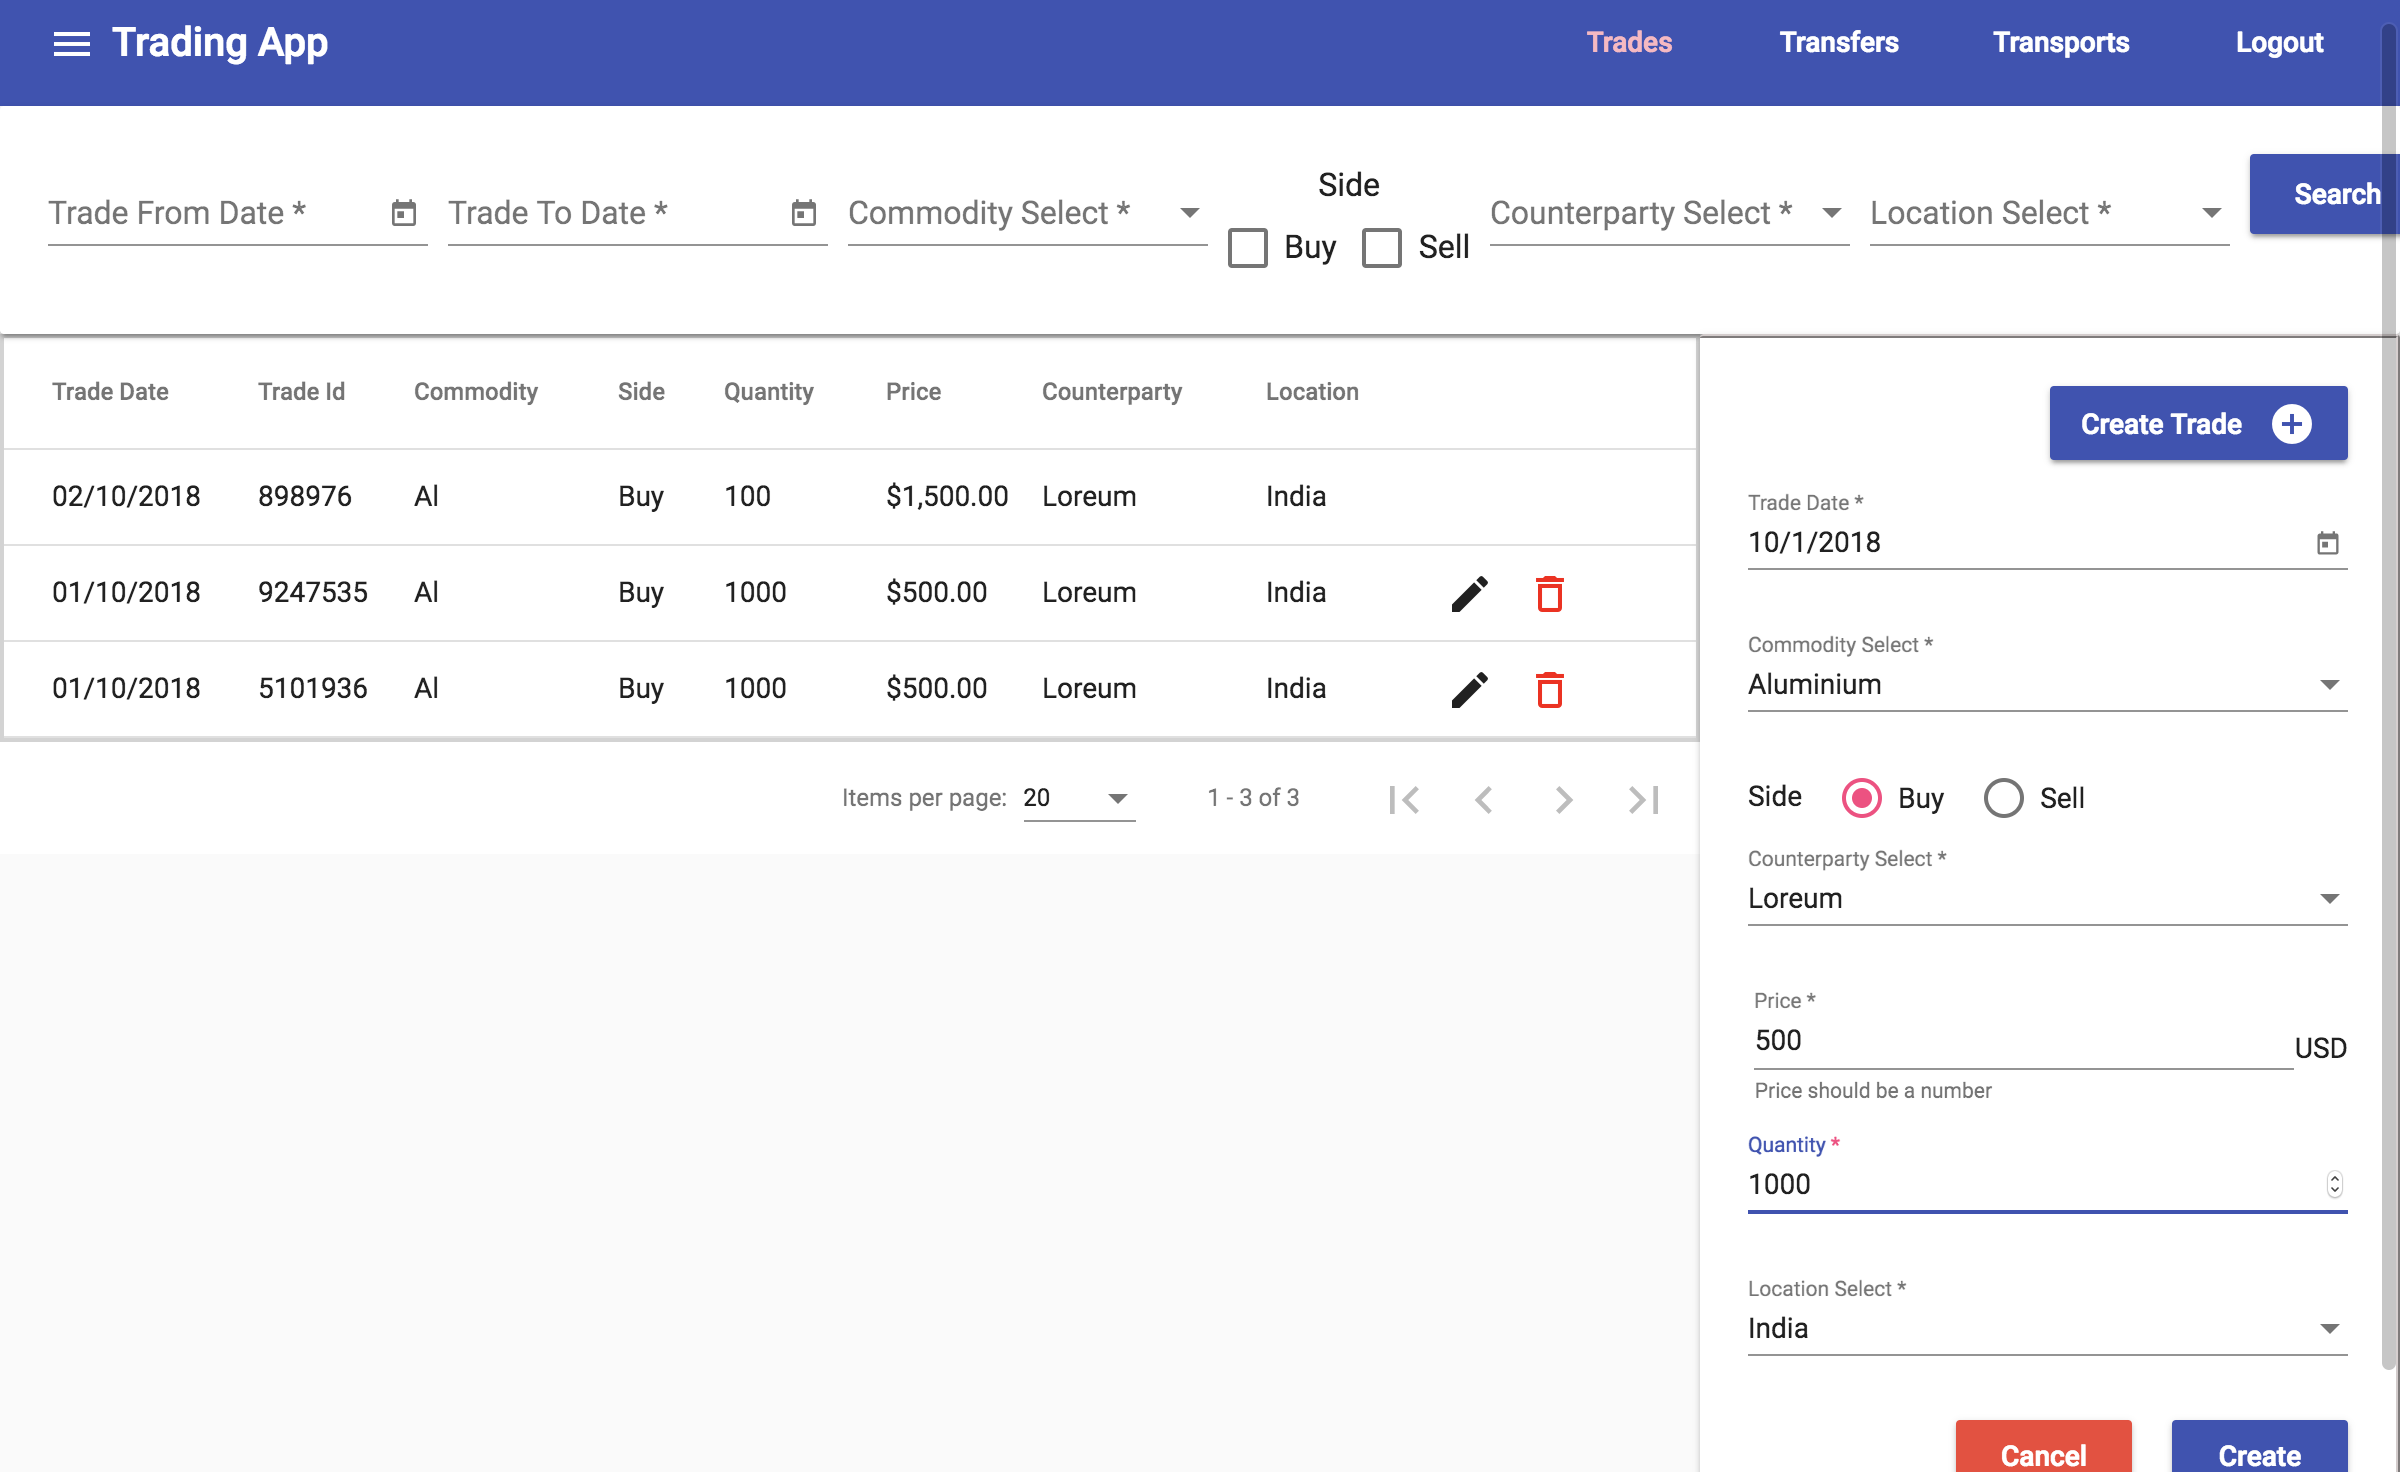 Trading App
Trades Transfers Transports Logout
Trade From Date * Trade To Date * Commodity Select * Side Counterparty Select * Location Select * Search
Buy Sell
Trade Date Trade Id Commodity Side Quantity Price Counterparty Location
02/10/2018 898976 Al Buy 100 $1,500.00 Loreum India
01/10/2018 9247535 Al Buy 1000 $500.00 Loreum India
01/10/2018 5101936 Al Buy 1000 $500.00 Loreum India
Items per page: 20 1 - 3 of 3
Create Trade
Trade Date *
10/1/2018
Commodity Select *
Aluminium
Side Buy Sell
Counterparty Select *
Loreum
Price *
500 USD
Price should be a number
Quantity *
1000
Location Select *
India
Cancel Create